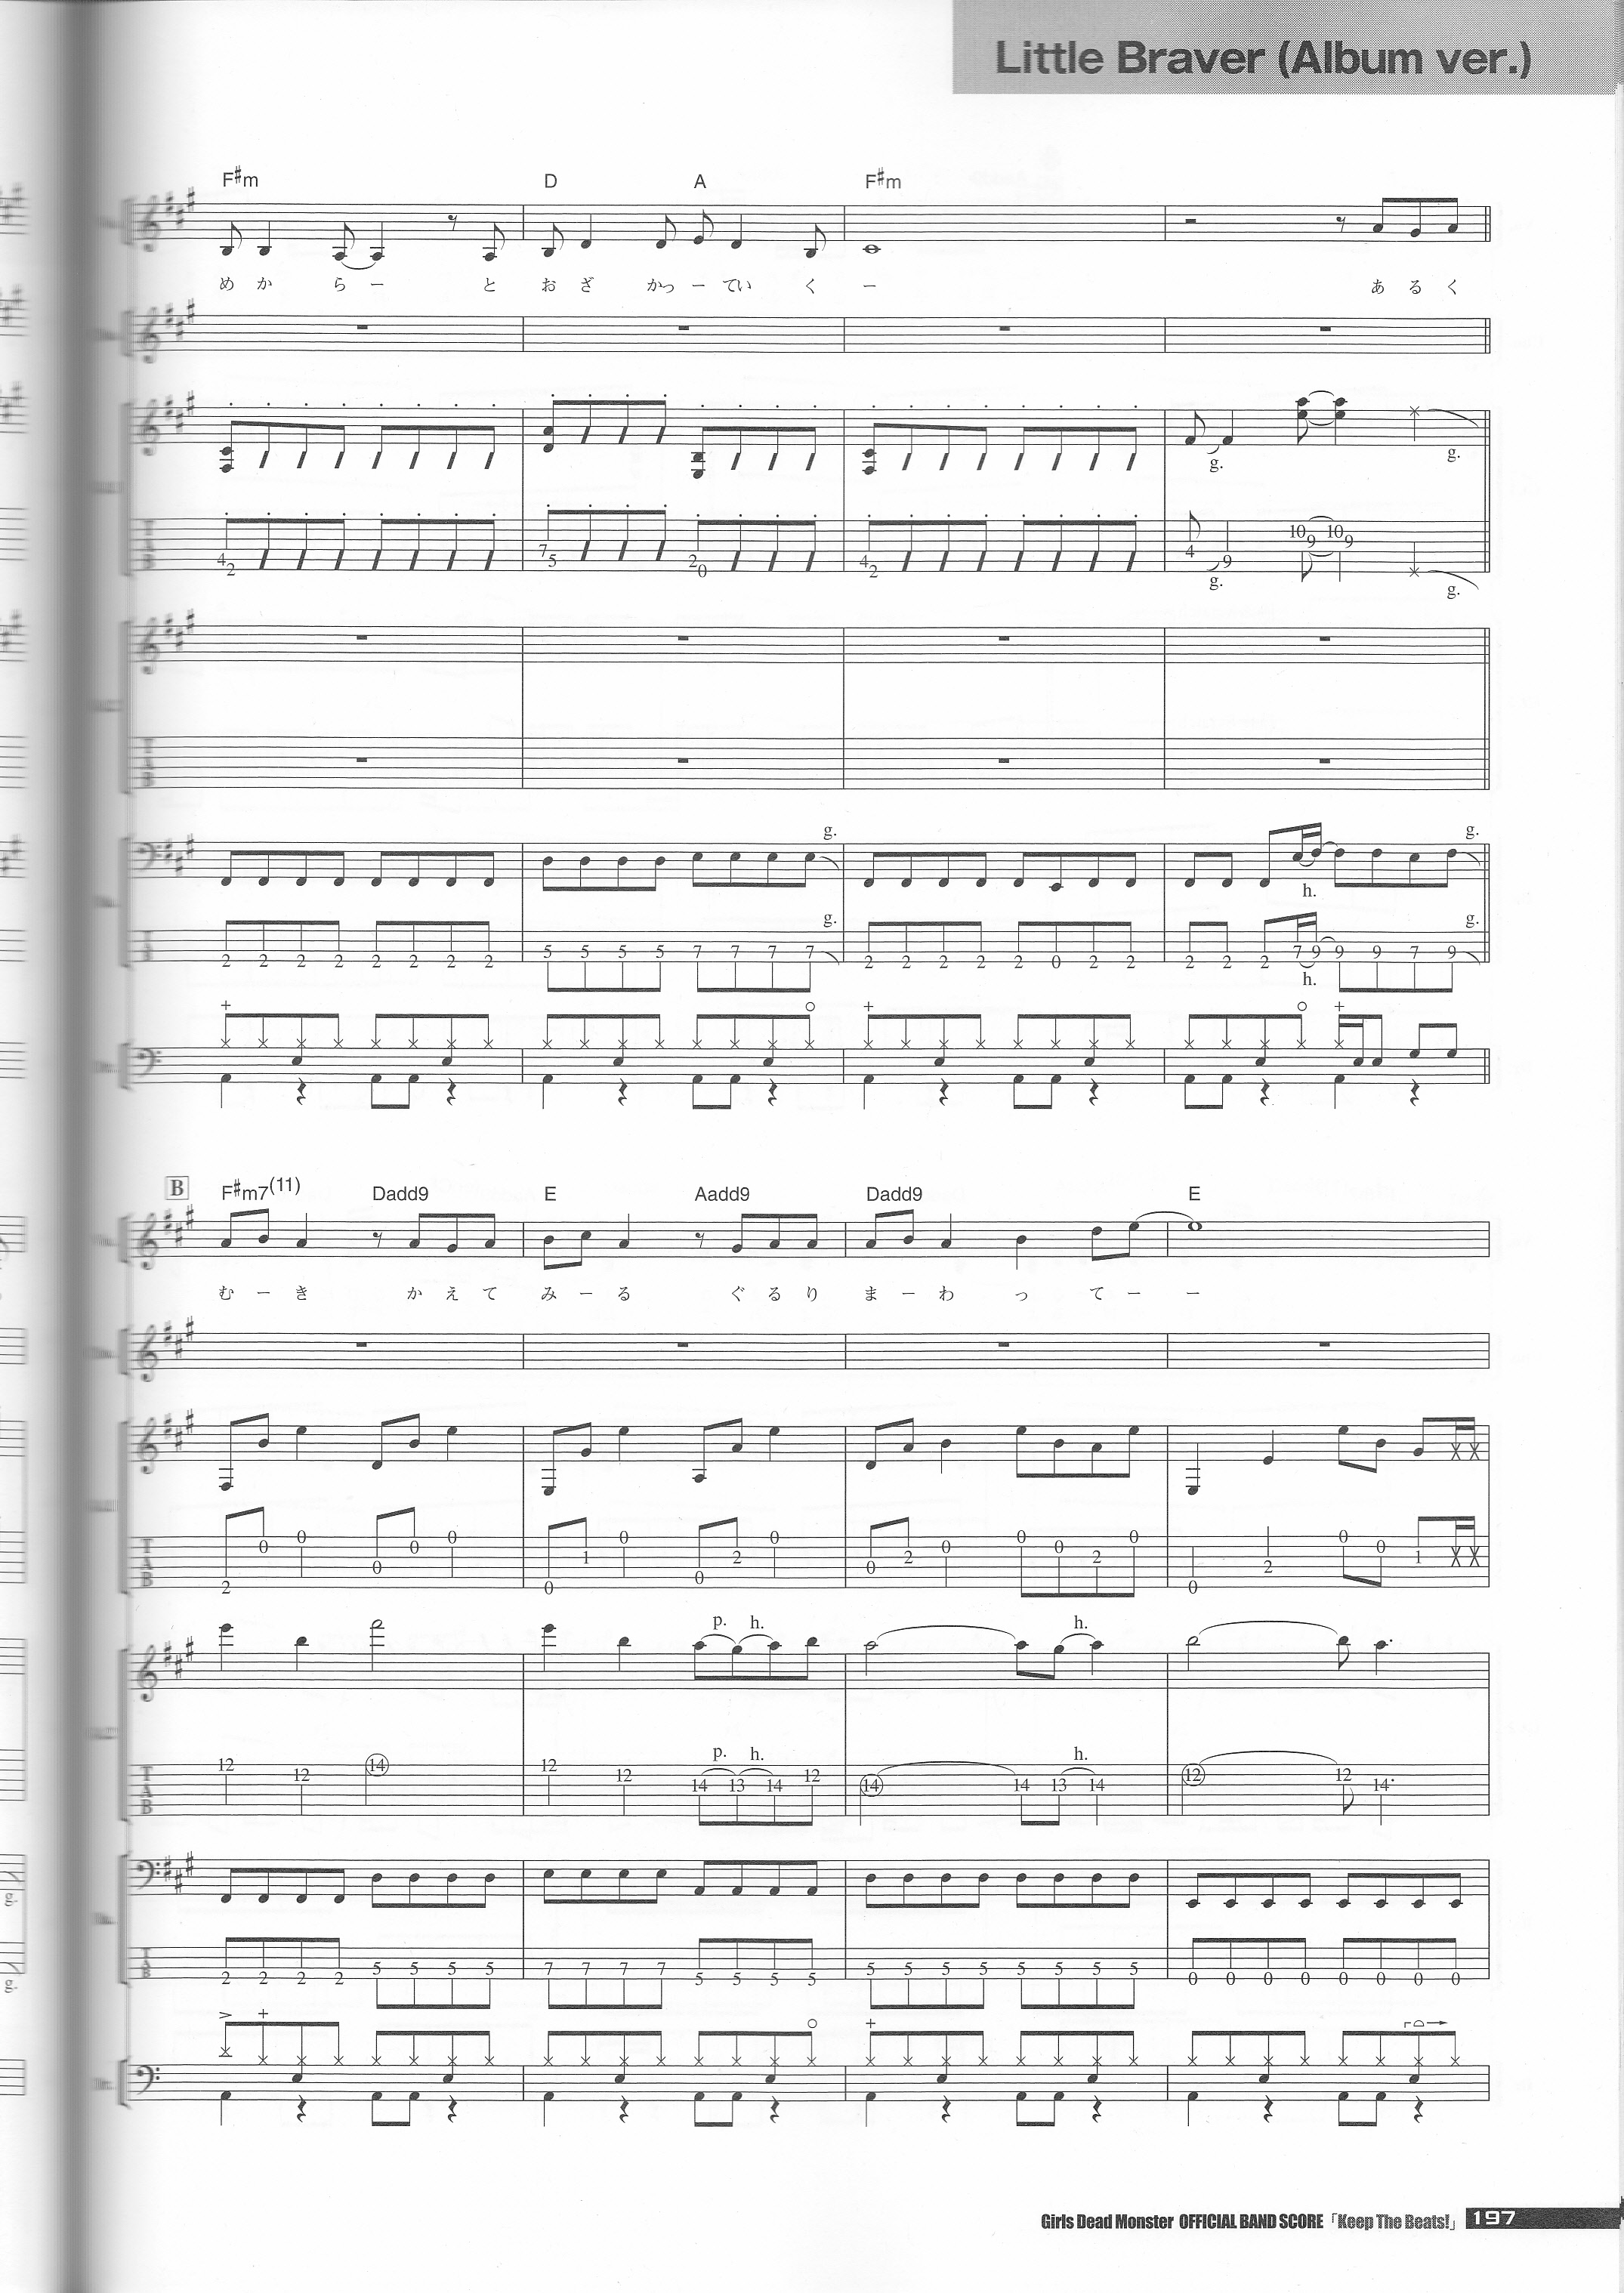 Little Braver (Album ver.)
F♯m D A F♯m
め か ら ー と お ざ かっ ー てい く ー あ る く
g. g.
T A B
4 2 7 5 2 0 4 2 4 9 10 9 10 9
g. g.
T A B
g. g.
h.
g. g.
2 2 2 2 2 2 2 2 5 5 5 5 7 7 7 7 2 2 2 2 2 0 2 2 2 2 2 7 9 9 9 7 9
h.
B F♯m7(11) Dadd9 E Aadd9 Dadd9 E
む ー き か え て み ー る ぐ る り ま ー わ っ て ー ー
T A B
2 0 0 0 0 0 0 1 0 0 2 0 0 2 0 0 0 2 0 0 2 0 0 1
p. h. h.
p. h. h.
T A B
12 12 14 12 12 14 13 14 12 14 14 13 14 12 12 14
g.
T A B
2 2 2 2 5 5 5 5 7 7 7 7 5 5 5 5 5 5 5 5 5 5 5 5 0 0 0 0 0 0 0 0
g.
Girls Dead Monster OFFICIAL BAND SCORE「Keep The Beats!」 197